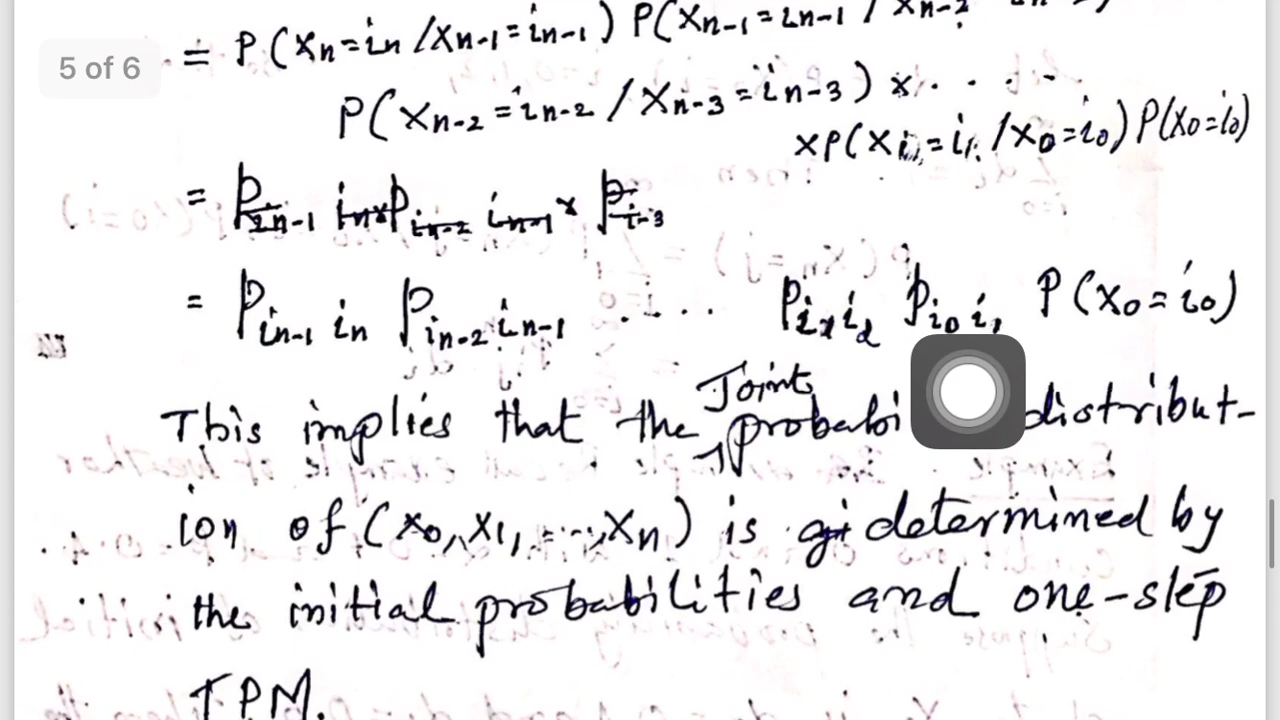 5 of 6
= P(Xn=in /Xn-1=in-1) P(Xn-1=in-1 / Xn-2
P(Xn-2=in-2 / Xn-3=in-3) x . . . .
xP(X1=i1 /X0=i0) P(X0=i0)
= Pin-1 in x Pin-2 in-1 x Pi-3
= Pin-1 in Pin-2 in-1 ..... Pi1i2 Pi0i1 P(X0=i0)
Joint
This implies that the probabi distribut-
ion of (X0,X1, ...,Xn) is determined by
the initial probabilities and one-step
TPM.